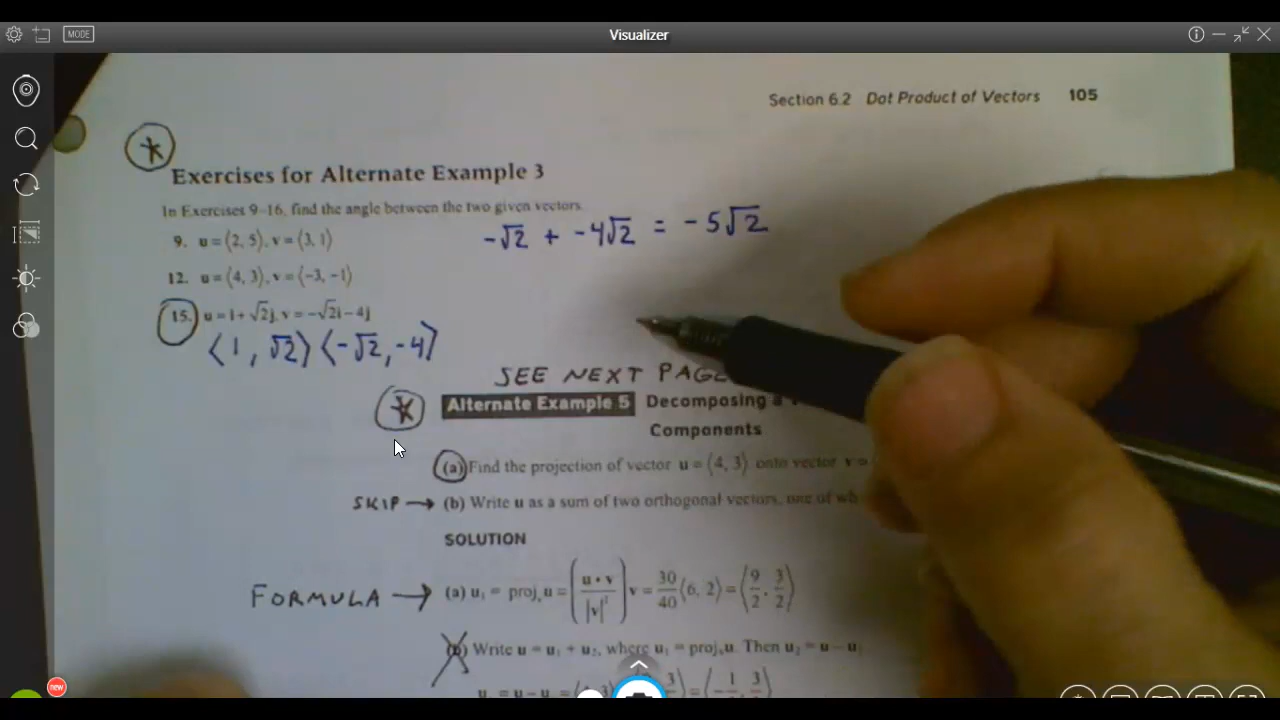 MODE
Visualizer
Section 6.2 Dot Product of Vectors 105
Exercises for Alternate Example 3
In Exercises 9–16, find the angle between the two given vectors.
9. u = ⟨2, 5⟩, v = ⟨3, 1⟩
-√2 + -4√2 = -5√2
12. u = ⟨4, 3⟩, v = ⟨-3, -1⟩
15. u = i + √2j, v = -√2i - 4j
⟨1, √2⟩ ⟨-√2, -4⟩
SEE NEXT PAGE
Alternate Example 5 Decomposing a
Components
(a) Find the projection of vector u = ⟨4, 3⟩ onto vector v =
SKIP → (b) Write u as a sum of two orthogonal vectors, one of
SOLUTION
FORMULA → (a) u₁ = projᵥu = (u • v / |v|²) v = 30/40 ⟨6, 2⟩ = ⟨9/2, 3/2⟩
(b) Write u = u₁ + u₂, where u₁ = projᵥu. Then u₂ = u - u₁
new